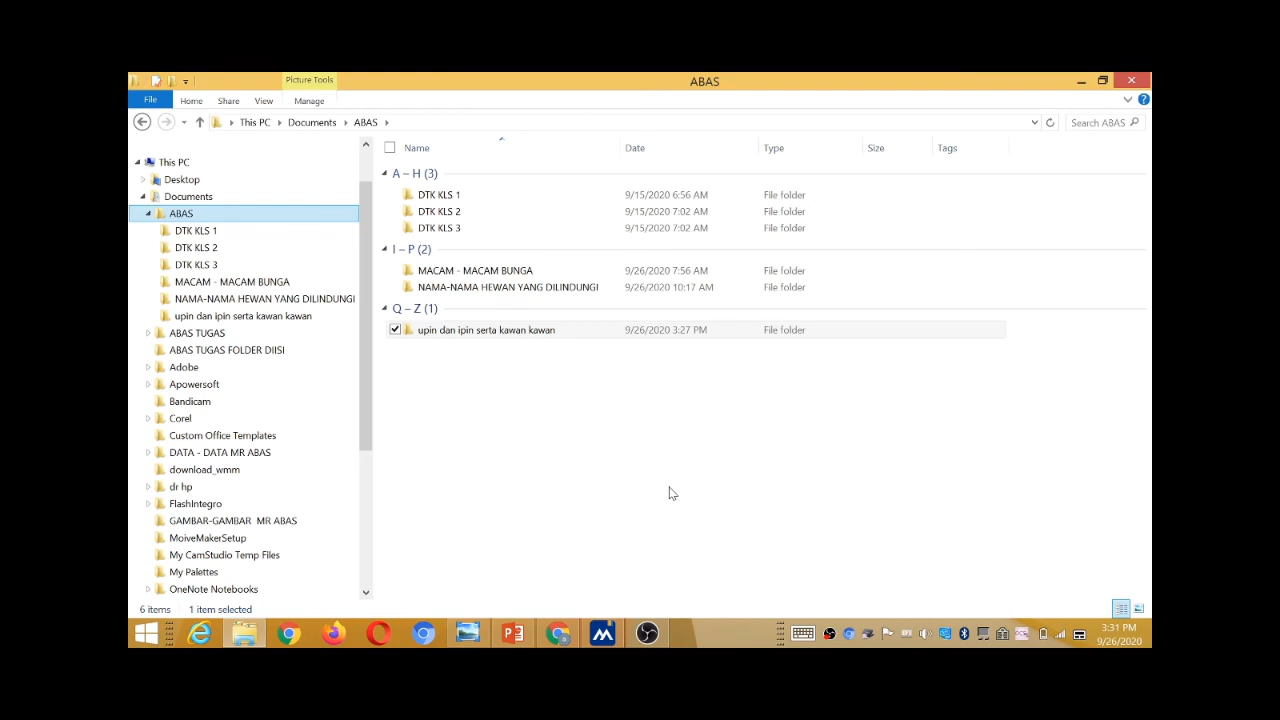 Picture Tools
ABAS
File Home Share View Manage
This PC Documents ABAS
Search ABAS
Name Date Type Size Tags
This PC
Desktop
Documents
ABAS
DTK KLS 1
DTK KLS 2
DTK KLS 3
MACAM - MACAM BUNGA
NAMA-NAMA HEWAN YANG DILINDUNGI
upin dan ipin serta kawan kawan
ABAS TUGAS
ABAS TUGAS FOLDER DIISI
Adobe
Apowersoft
Bandicam
Corel
Custom Office Templates
DATA - DATA MR ABAS
download_wmm
dr hp
FlashIntegro
GAMBAR-GAMBAR MR ABAS
MoiveMakerSetup
My CamStudio Temp Files
My Palettes
OneNote Notebooks
A – H (3)
DTK KLS 1 9/15/2020 6:56 AM File folder
DTK KLS 2 9/15/2020 7:02 AM File folder
DTK KLS 3 9/15/2020 7:02 AM File folder
I – P (2)
MACAM - MACAM BUNGA 9/26/2020 7:56 AM File folder
NAMA-NAMA HEWAN YANG DILINDUNGI 9/26/2020 10:17 AM File folder
Q – Z (1)
upin dan ipin serta kawan kawan 9/26/2020 3:27 PM File folder
6 items 1 item selected
3:31 PM
9/26/2020